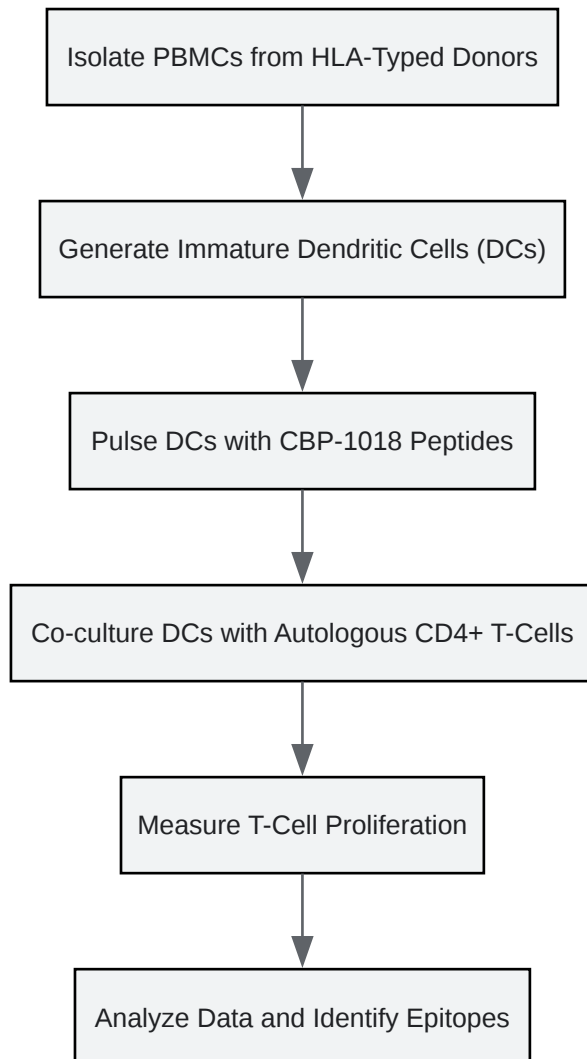 Isolate PBMCs from HLA-Typed Donors
Generate Immature Dendritic Cells (DCs)
Pulse DCs with CBP-1018 Peptides
Co-culture DCs with Autologous CD4+ T-Cells
Measure T-Cell Proliferation
Analyze Data and Identify Epitopes